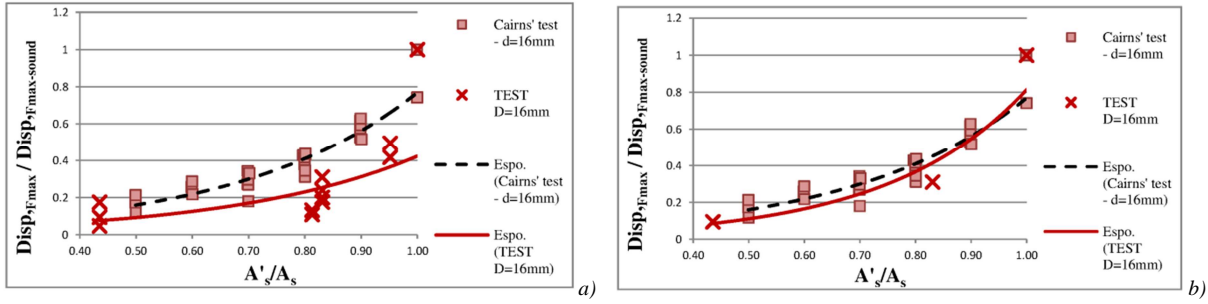 1.2
1
0.8
0.6
0.4
0.2
0
0.40
0.50
0.60
0.70
0.80
0.90
1.00
Disp,Fmax / Disp,Fmax-sound
A's/As
Cairns' test
- d=16mm
TEST
D=16mm
Espo.
(Cairns' test
- d=16mm)
Espo.
(TEST
D=16mm)
a)
1.2
1
0.8
0.6
0.4
0.2
0
0.40
0.50
0.60
0.70
0.80
0.90
1.00
Disp,Fmax / Disp,Fmax-sound
A's/As
Cairns' test
- d=16mm
TEST
D=16mm
Espo.
(Cairns' test
- d=16mm)
Espo.
(TEST
D=16mm)
b)